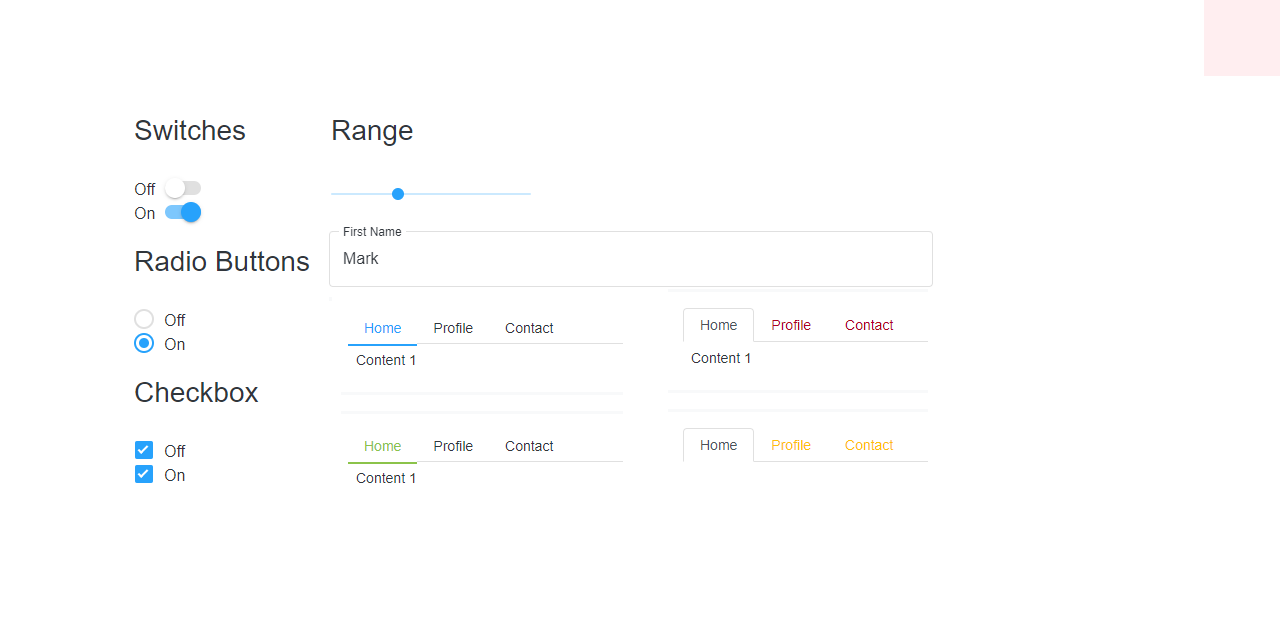 Switches
Off
On
Radio Buttons
Off
On
Checkbox
Off
On
Range
First Name
Mark
Home Profile Contact
Content 1
Home Profile Contact
Content 1
Home Profile Contact
Content 1
Home Profile Contact